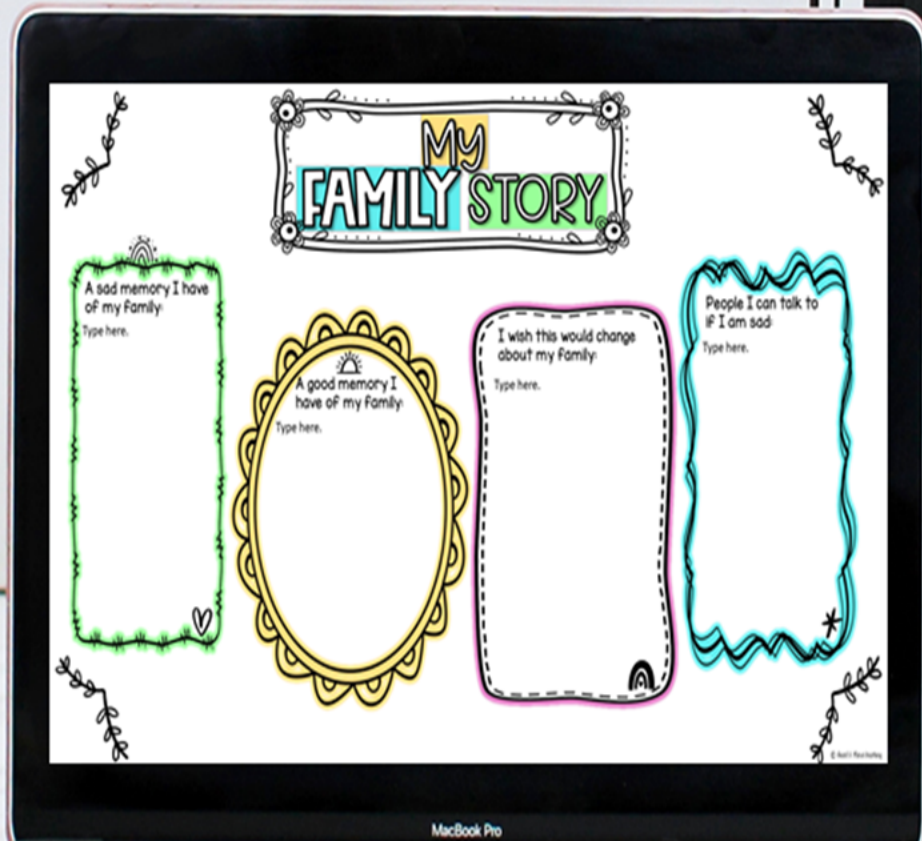 My
FAMILY STORY
A sad memory I have
of my family:
Type here.
A good memory I
have of my family:
Type here.
I wish this would change
about my family:
Type here.
People I can talk to
if I am sad:
Type here.
MacBook Pro